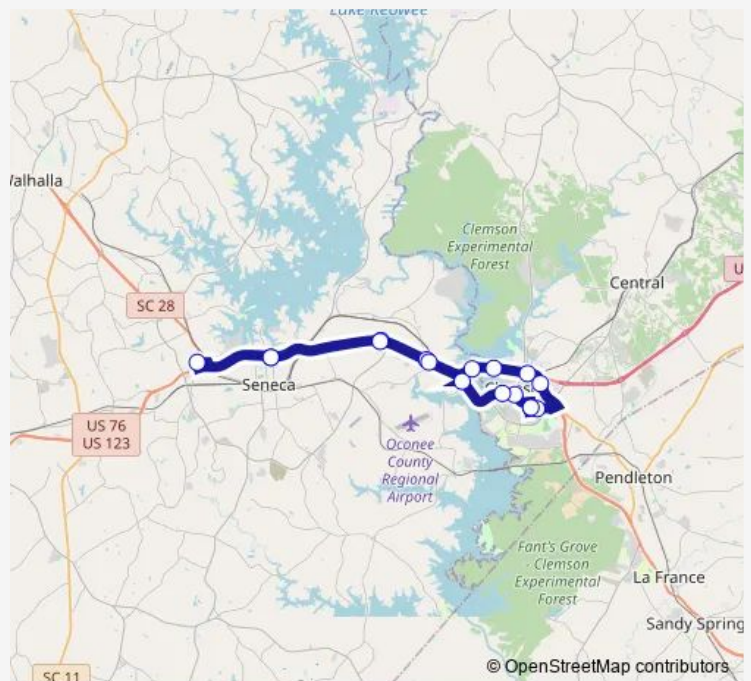 Lake Keowee
Walhalla
Clemson
Experimental
Forest
Central
SC 28
U
Seneca
Clems
US 76
US 123
Oconee
County
Regional
Airport
Pendleton
Fant's Grove
- Clemson
Experimental
Forest
La France
Sandy Spring
SC 11
© OpenStreetMap contributors